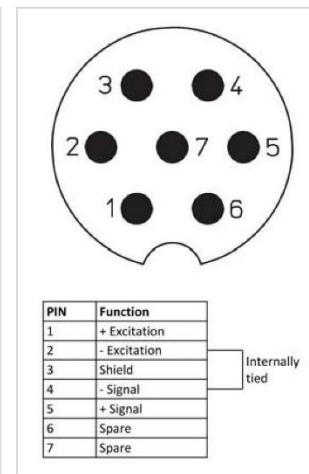 3 4
2 7 5
1 6
PIN Function
1 + Excitation
2 - Excitation
3 Shield
4 - Signal
5 + Signal
6 Spare
7 Spare
Internally
tied